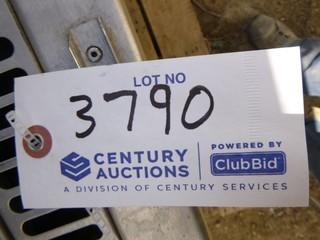 LOT NO
3790
CENTURY AUCTIONS
POWERED BY
ClubBid
A DIVISION OF CENTURY SERVICES